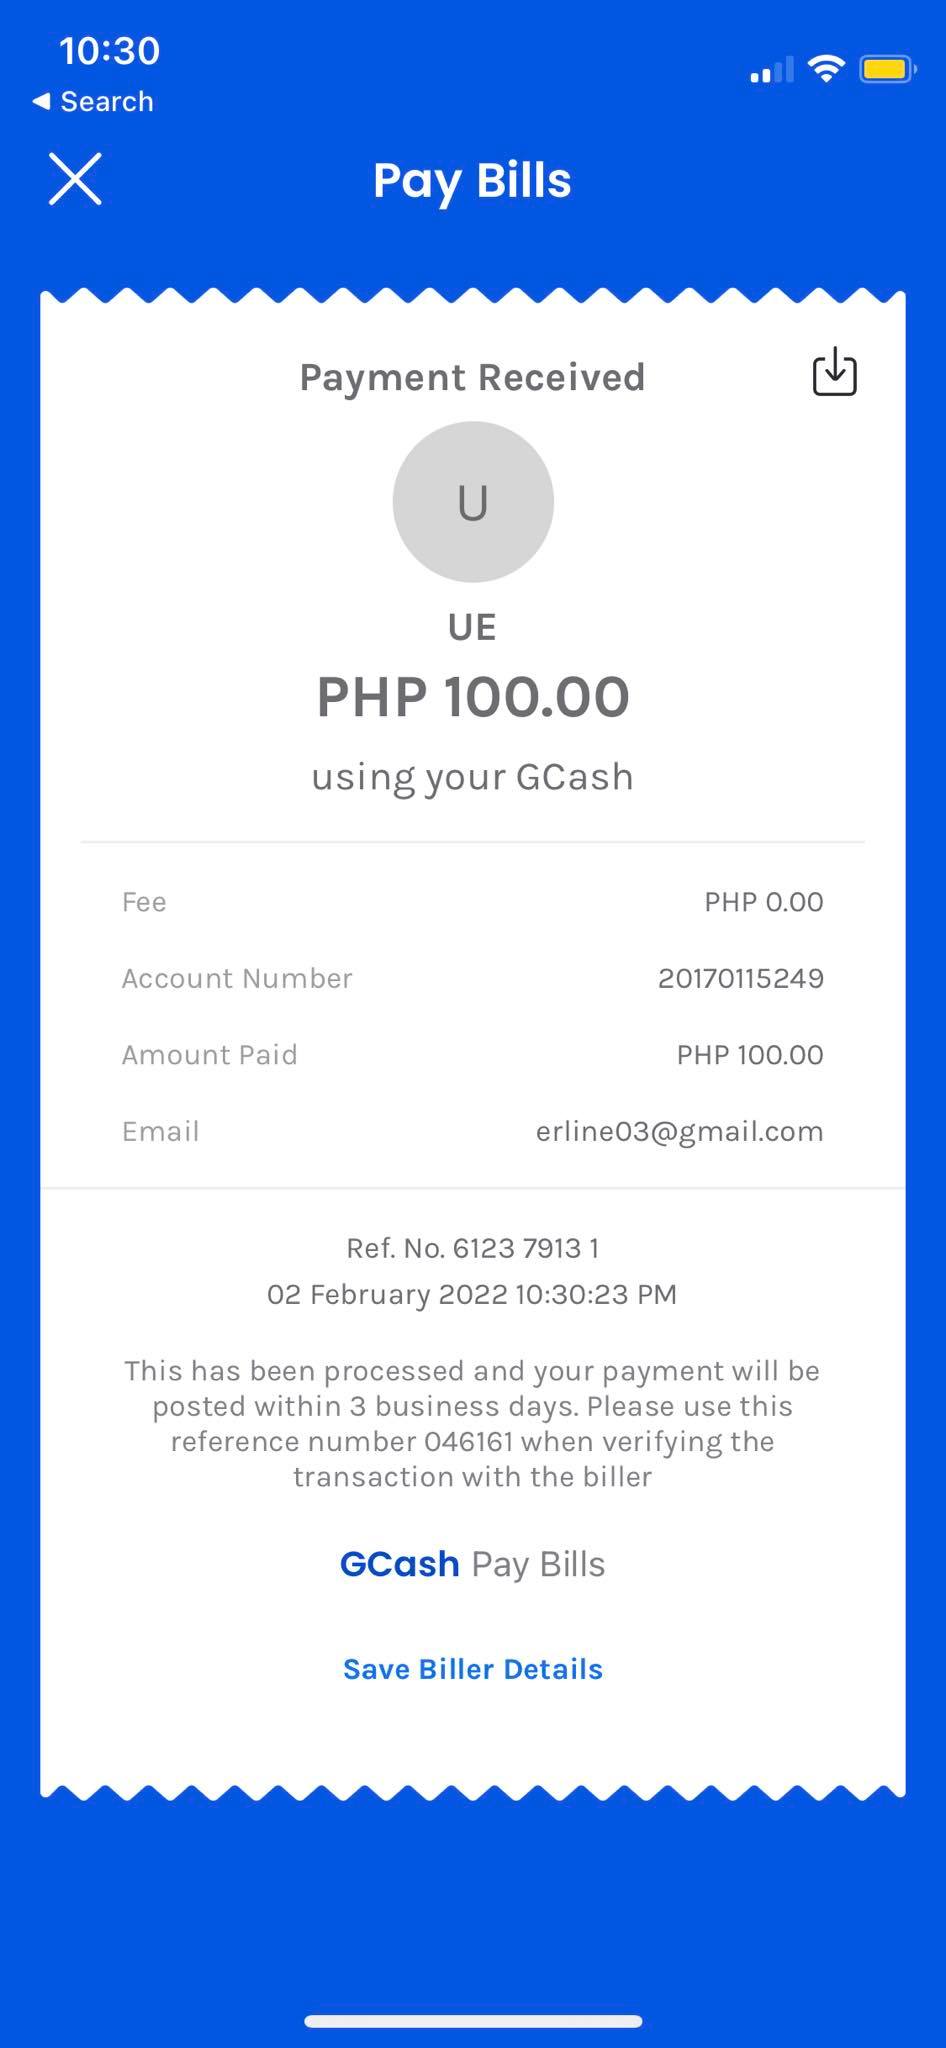 10:30
◀ Search
Pay Bills
Payment Received
U
UE
PHP 100.00
using your GCash
Fee PHP 0.00
Account Number 20170115249
Amount Paid PHP 100.00
Email erline03@gmail.com
Ref. No. 6123 7913 1
02 February 2022 10:30:23 PM
This has been processed and your payment will be
posted within 3 business days. Please use this
reference number 046161 when verifying the
transaction with the biller
GCash Pay Bills
Save Biller Details